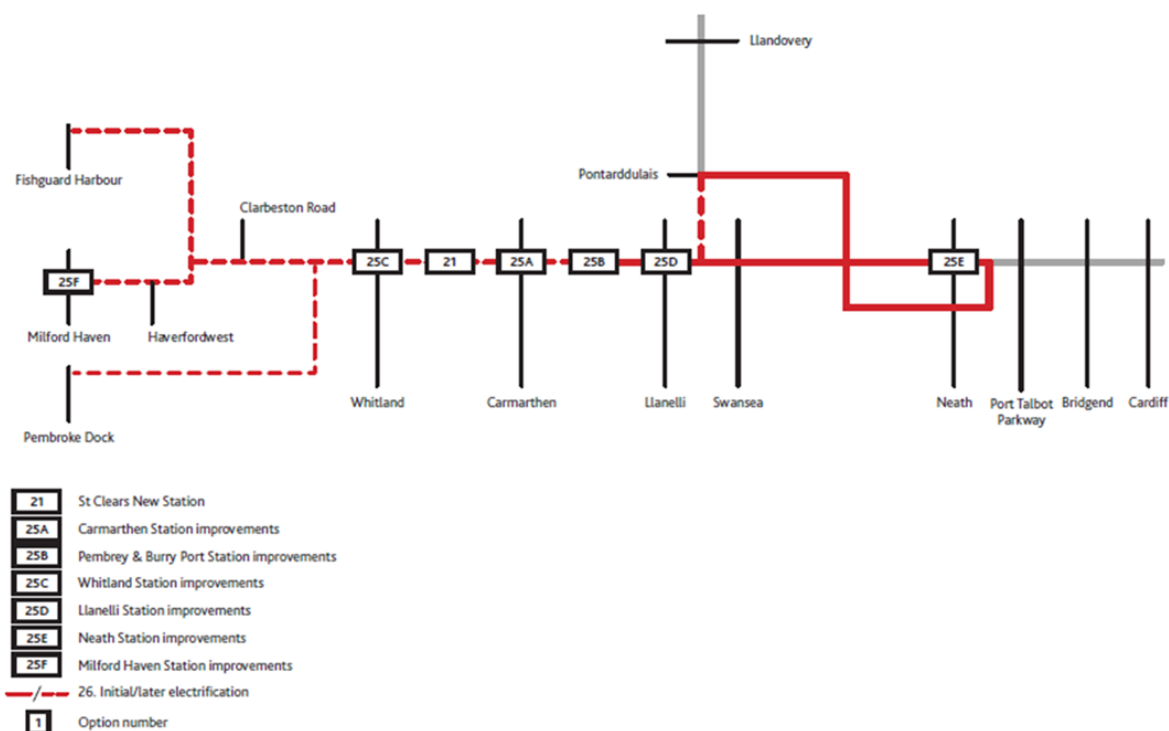 Llandovery
Pontarddulais
Fishguard Harbour
Clarbeston Road
25C
21
25A
25B
25D
25E
25F
Milford Haven
Haverfordwest
Whitland
Carmarthen
Llanelli
Swansea
Neath
Port Talbot
Parkway
Bridgend
Cardiff
Pembroke Dock
21 St Clears New Station
25A Carmarthen Station improvements
25B Pembrey & Burry Port Station improvements
25C Whitland Station improvements
25D Llanelli Station improvements
25E Neath Station improvements
25F Milford Haven Station improvements
/ 26. Initial/later electrification
1 Option number